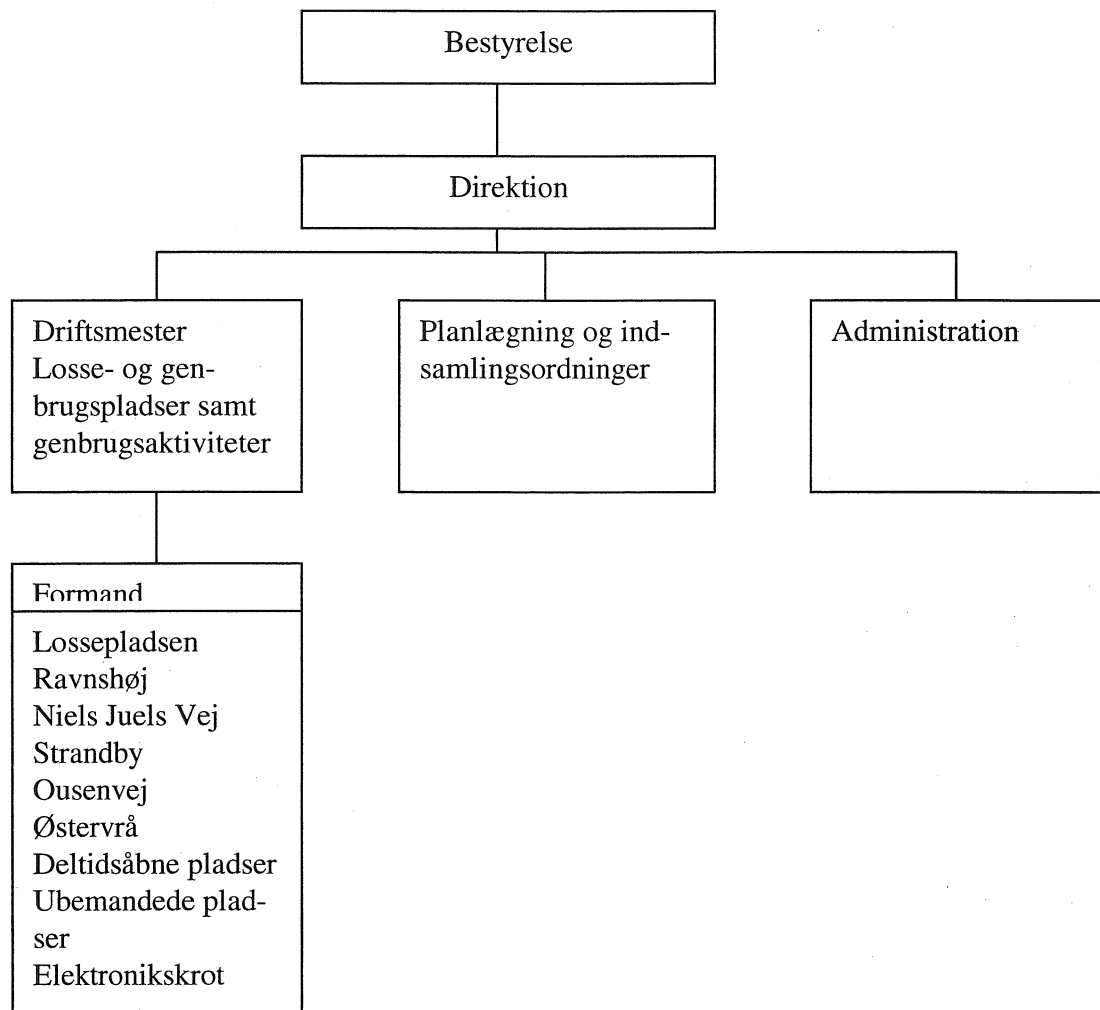 Bestyrelse
Direktion
Driftsmester
Losse- og gen-
brugspladser samt
genbrugsaktiviteter
Planlægning og ind-
samlingsordninger
Administration
Formand
Lossepladsen
Ravnshøj
Niels Juels Vej
Strandby
Ousenvej
Østervrå
Deltidsåbne pladser
Ubemandede plad-
ser
Elektronikskrot